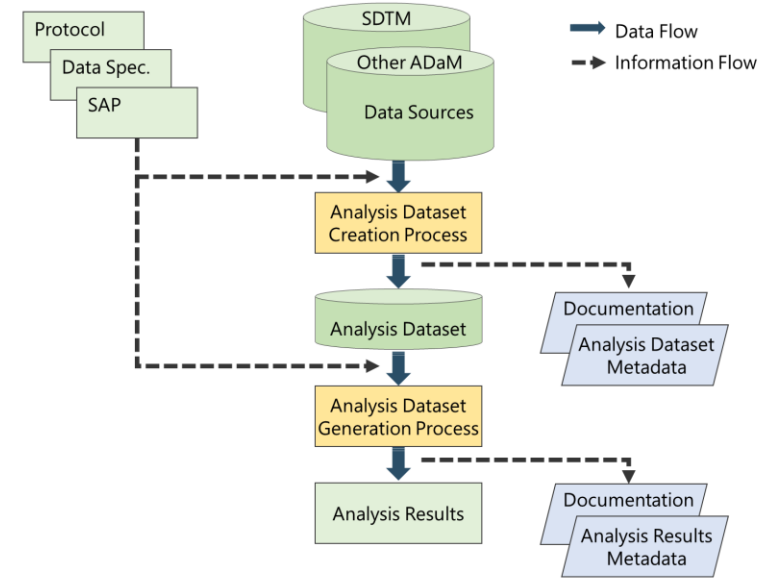 Protocol
Data Spec.
SAP
SDTM
Other ADaM
Data Sources
Data Flow
Information Flow
Analysis Dataset
Creation Process
Analysis Dataset
Documentation
Analysis Dataset
Metadata
Analysis Dataset
Generation Process
Analysis Results
Documentation
Analysis Results
Metadata